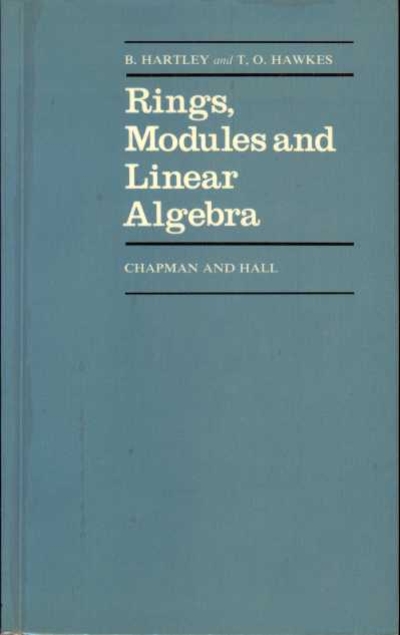 B. HARTLEY and T. O. HAWKES
Rings,
Modules and
Linear
Algebra
CHAPMAN AND HALL